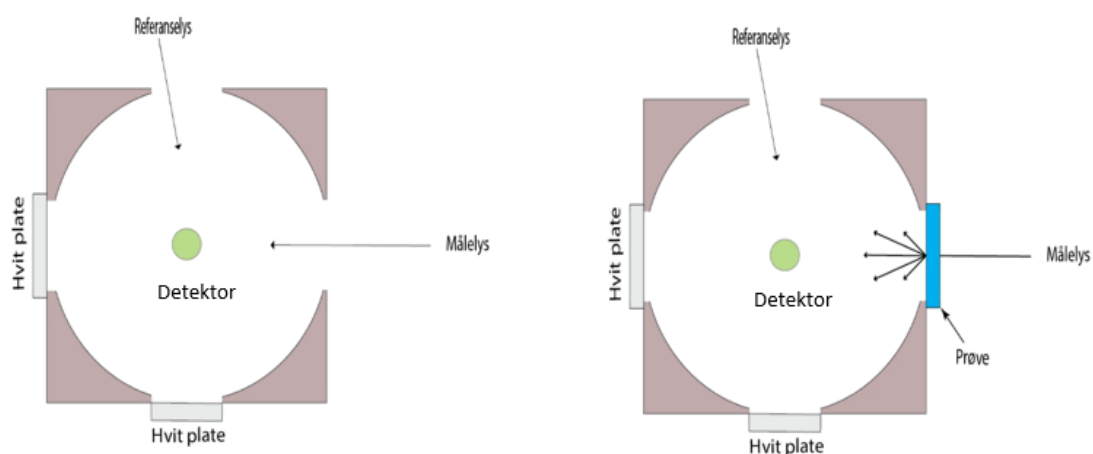 Referanselys
Hvit plate
Målelys
Detektor
Hvit plate
Referanselys
Hvit plate
Målelys
Detektor
Prøve
Hvit plate